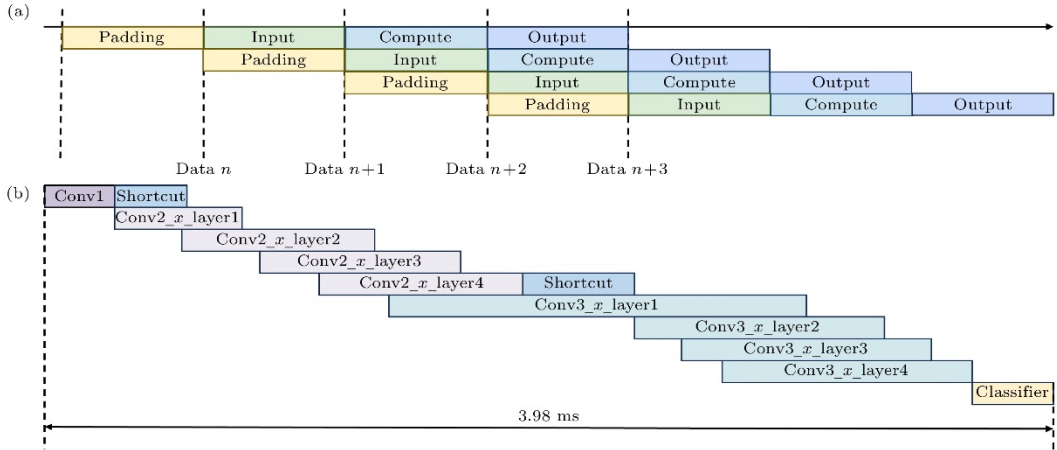 (a)
Padding Input Compute Output
Padding Input Compute Output
Padding Input Compute Output
Padding Input Compute Output
Data n Data n+1 Data n+2 Data n+3
(b)
Conv1 Shortcut
Conv2_x_layer1
Conv2_x_layer2
Conv2_x_layer3
Conv2_x_layer4 Shortcut
Conv3_x_layer1
Conv3_x_layer2
Conv3_x_layer3
Conv3_x_layer4
Classifier
3.98 ms